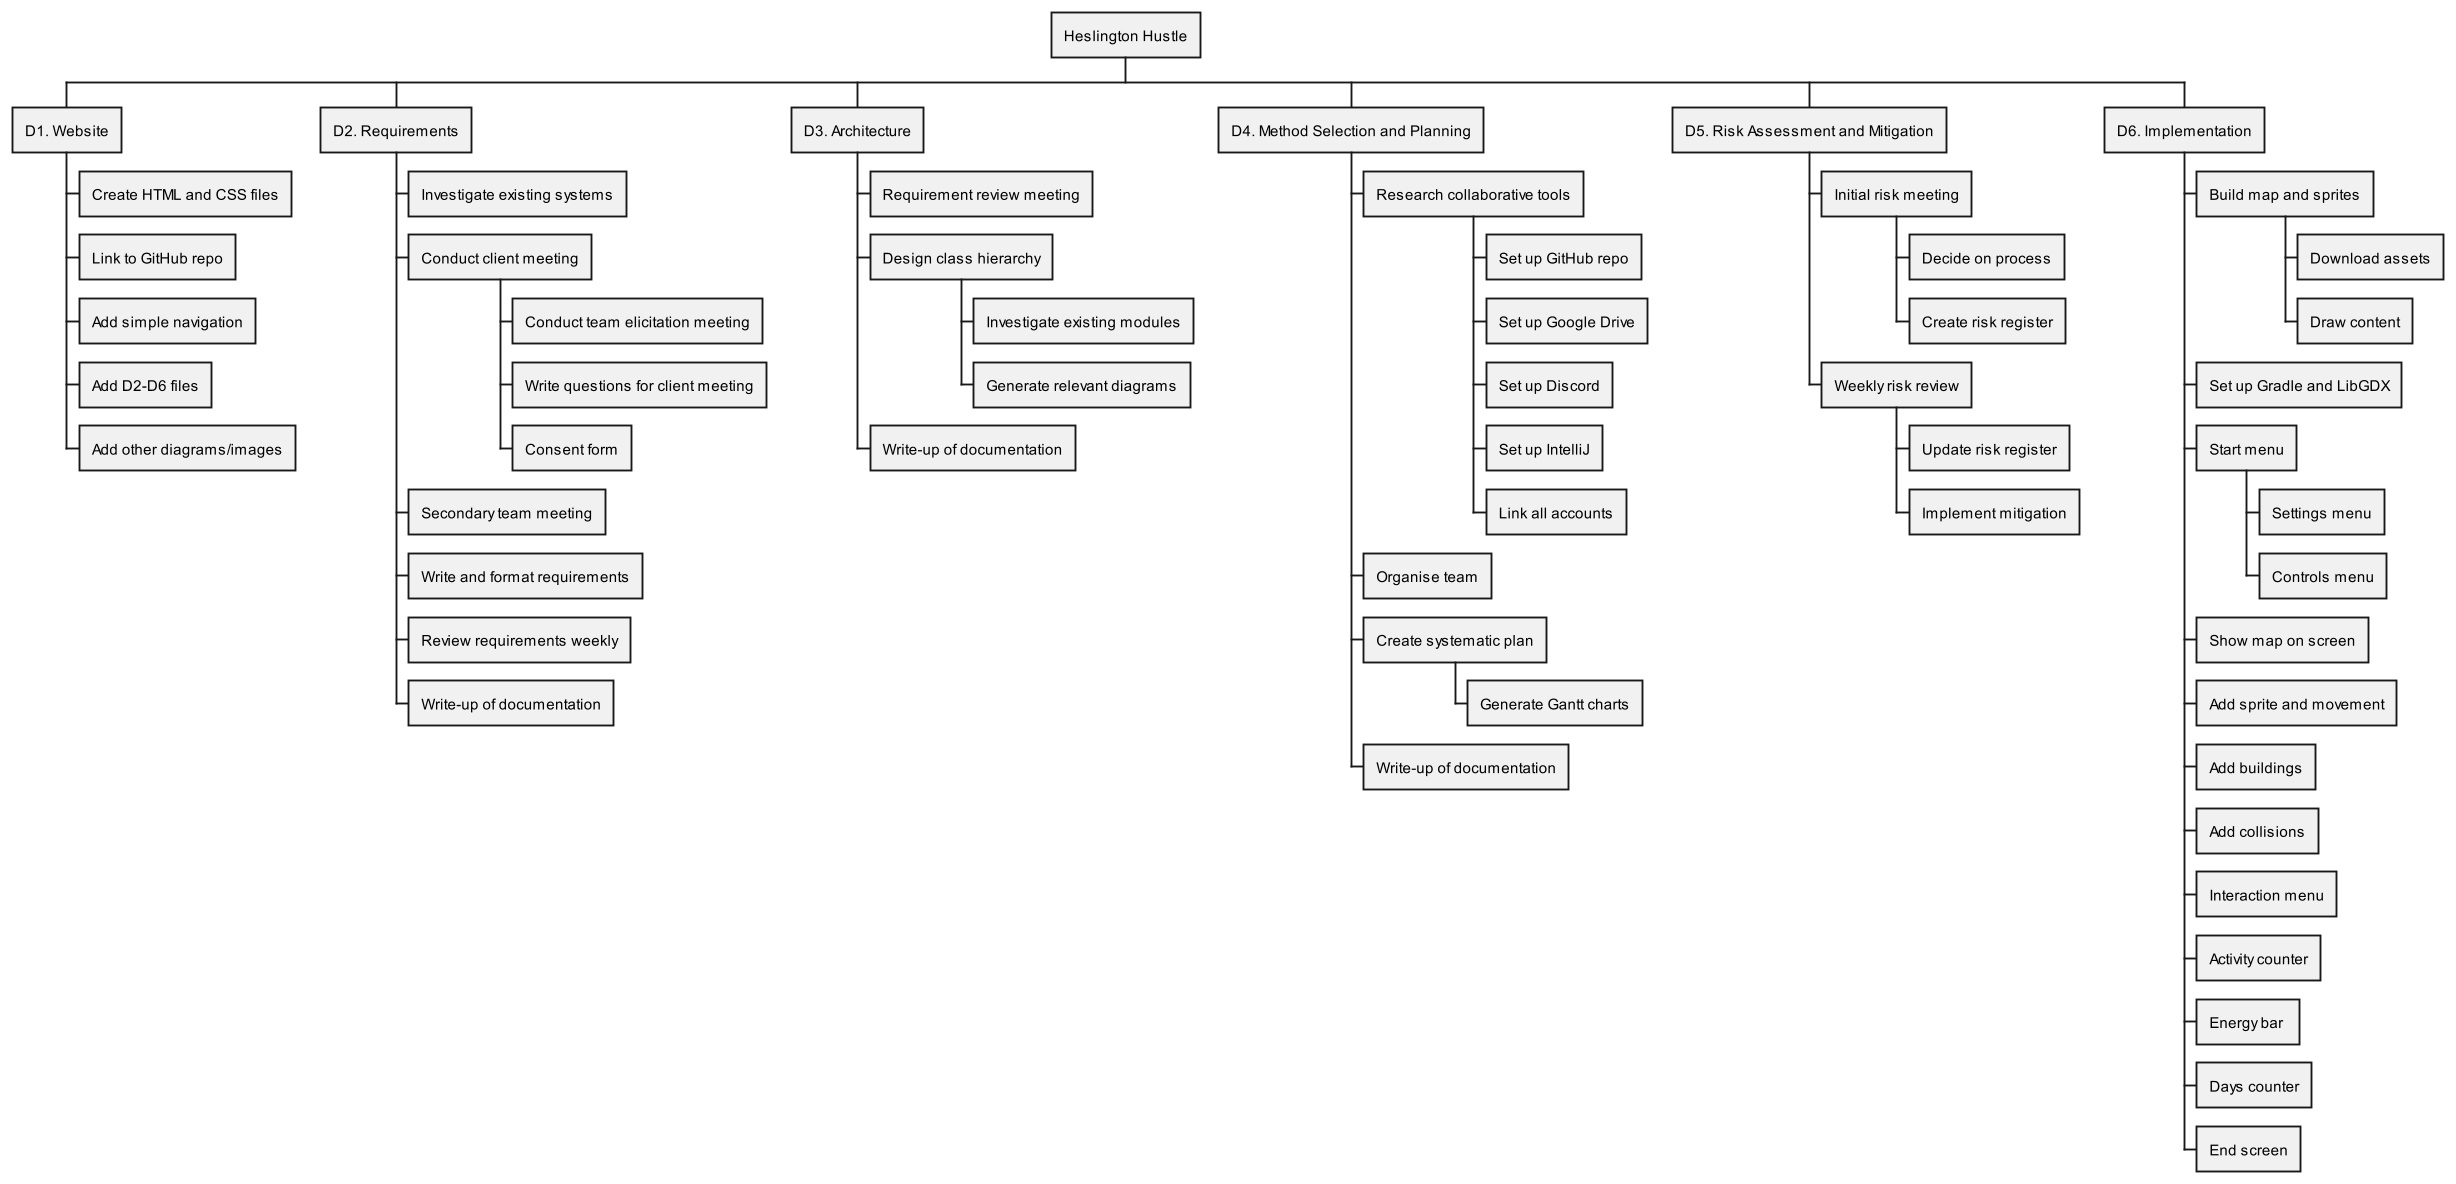 Heslington Hustle
D1. Website
Create HTML and CSS files
Link to GitHub repo
Add simple navigation
Add D2-D6 files
Add other diagrams/images
D2. Requirements
Investigate existing systems
Conduct client meeting
Conduct team elicitation meeting
Write questions for client meeting
Consent form
Secondary team meeting
Write and format requirements
Review requirements weekly
Write-up of documentation
D3. Architecture
Requirement review meeting
Design class hierarchy
Investigate existing modules
Generate relevant diagrams
Write-up of documentation
D4. Method Selection and Planning
Research collaborative tools
Set up GitHub repo
Set up Google Drive
Set up Discord
Set up IntelliJ
Link all accounts
Organise team
Create systematic plan
Generate Gantt charts
Write-up of documentation
D5. Risk Assessment and Mitigation
Initial risk meeting
Decide on process
Create risk register
Weekly risk review
Update risk register
Implement mitigation
D6. Implementation
Build map and sprites
Download assets
Draw content
Set up Gradle and LibGDX
Start menu
Settings menu
Controls menu
Show map on screen
Add sprite and movement
Add buildings
Add collisions
Interaction menu
Activity counter
Energy bar
Days counter
End screen